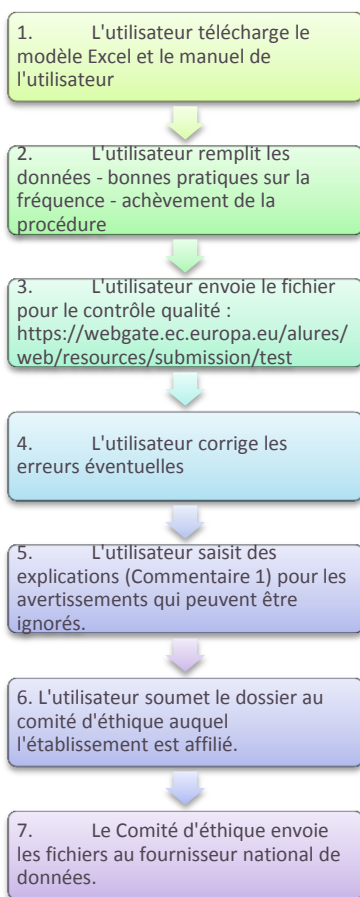 1. L'utilisateur télécharge le
modèle Excel et le manuel de
l'utilisateur
2. L'utilisateur remplit les
données - bonnes pratiques sur la
fréquence - achèvement de la
procédure
3. L'utilisateur envoie le fichier
pour le contrôle qualité :
https://webgate.ec.europa.eu/alures/
web/resources/submission/test
4. L'utilisateur corrige les
erreurs éventuelles
5. L'utilisateur saisit des
explications (Commentaire 1) pour les
avertissements qui peuvent être
ignorés.
6. L'utilisateur soumet le dossier au
comité d'éthique auquel
l'établissement est affilié.
7. Le Comité d'éthique envoie
les fichiers au fournisseur national de
données.